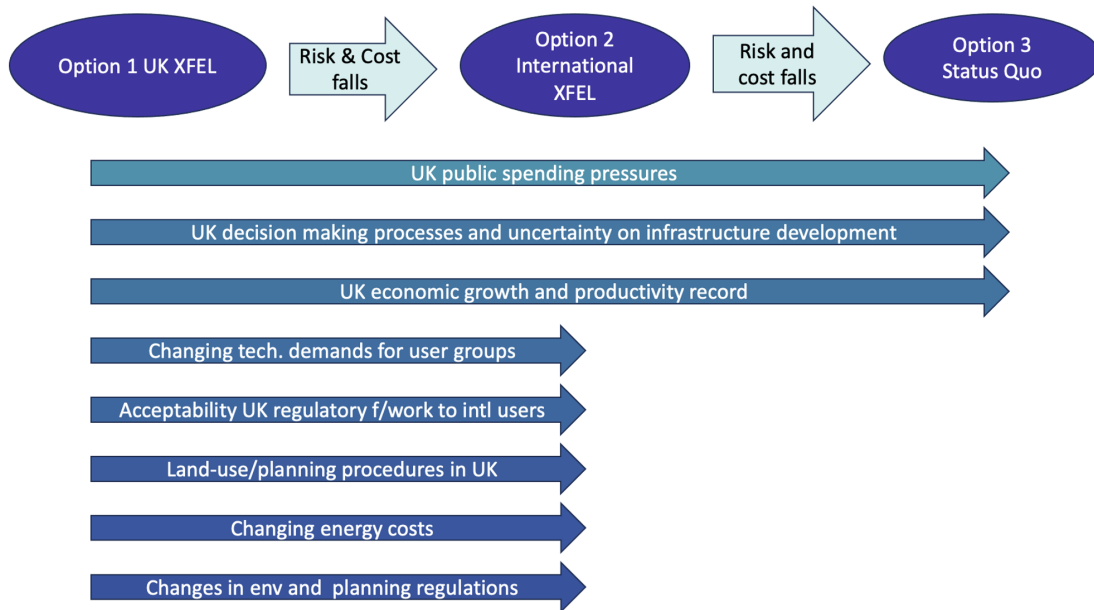 Option 1 UK XFEL
Risk & Cost
falls
Option 2
International
XFEL
Risk and
cost falls
Option 3
Status Quo
UK public spending pressures
UK decision making processes and uncertainty on infrastructure development
UK economic growth and productivity record
Changing tech. demands for user groups
Acceptability UK regulatory f/work to intl users
Land-use/planning procedures in UK
Changing energy costs
Changes in env and planning regulations